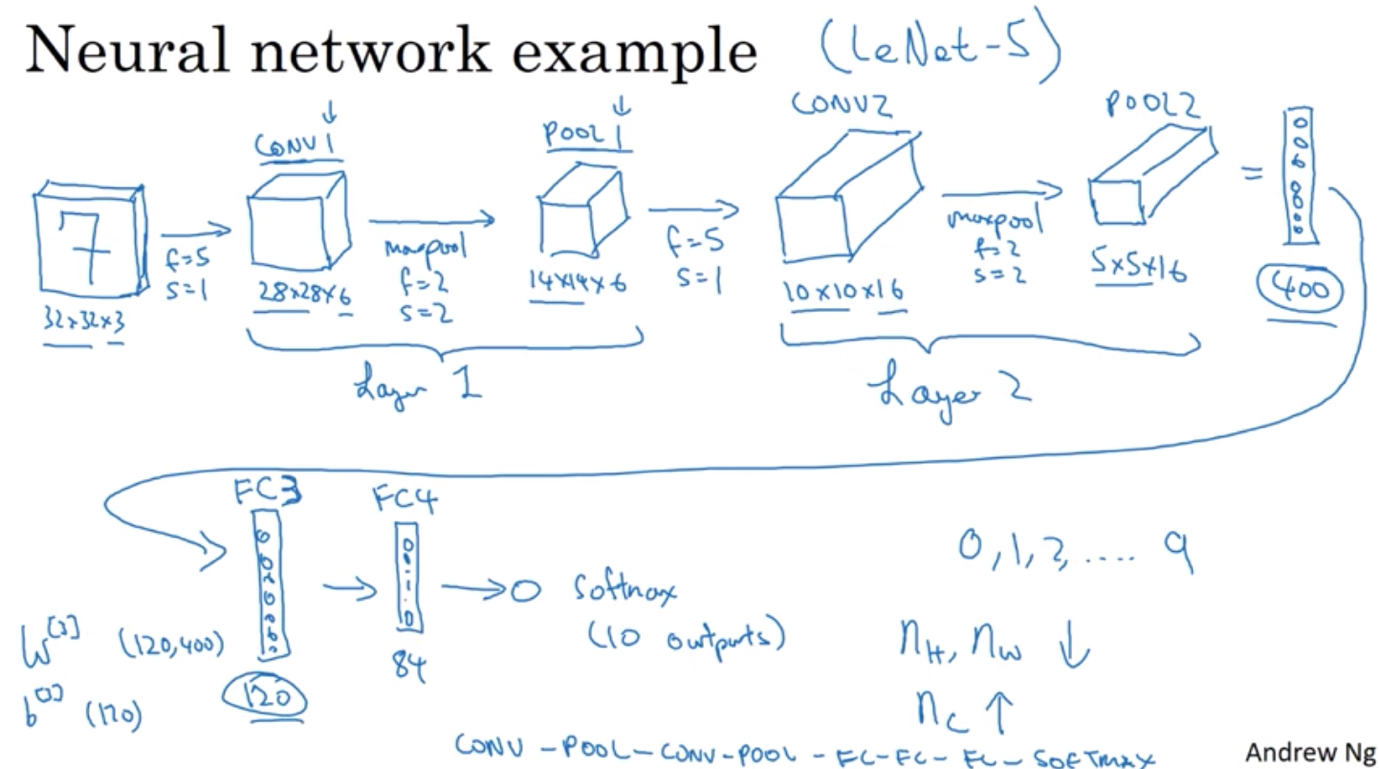 Neural network example (LeNet-5)
CONV1
POOL1
CONV2
POOL2
7
f=5
s=1
maxpool
f=2
s=2
f=5
s=1
maxpool
f=2
s=2
32×32×3
28×28×6
14×14×6
10×10×16
5×5×16
=
400
Layer 1
Layer 2
FC3
FC4
0, 1, 2, .... 9
Softmax
(10 outputs)
W[3] (120,400)
120
84
n_H, n_W ↓
b[3] (120)
n_C ↑
CONV - POOL - CONV - POOL - FC - FC - FC - SOFTMAX
Andrew Ng